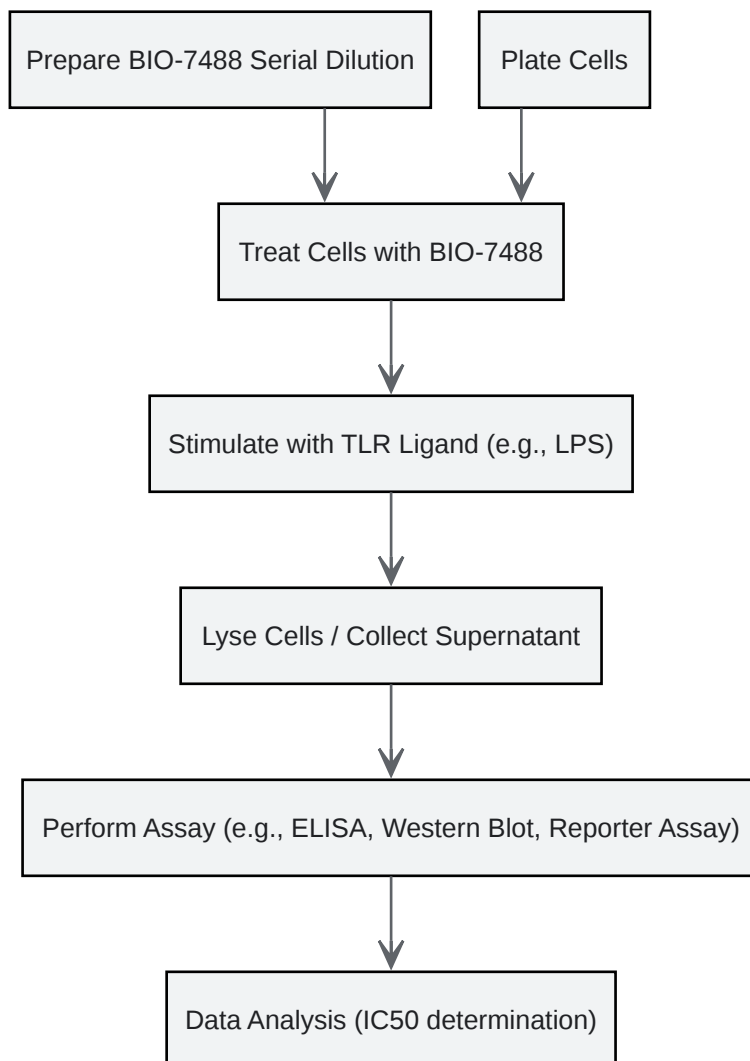 Prepare BIO-7488 Serial Dilution
Plate Cells
Treat Cells with BIO-7488
Stimulate with TLR Ligand (e.g., LPS)
Lyse Cells / Collect Supernatant
Perform Assay (e.g., ELISA, Western Blot, Reporter Assay)
Data Analysis (IC50 determination)